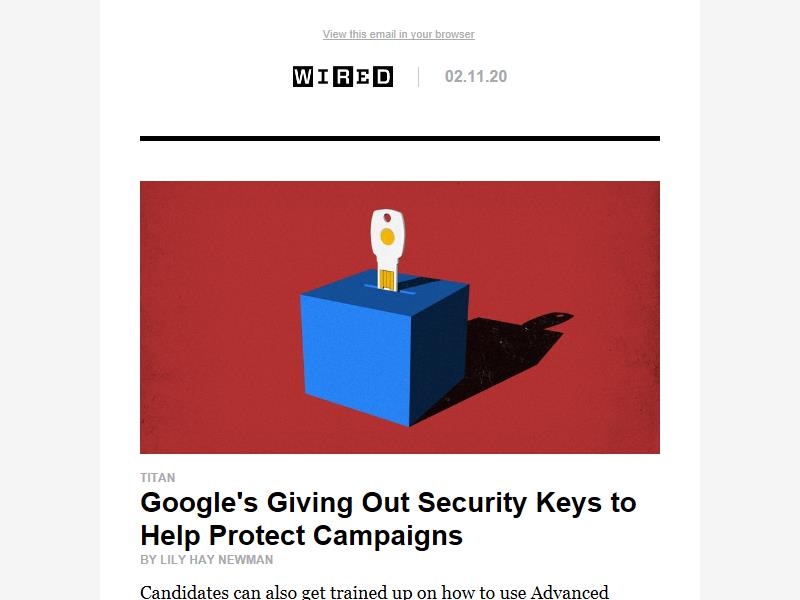 View this email in your browser
WIRED 02.11.20
TITAN
Google's Giving Out Security Keys to
Help Protect Campaigns
BY LILY HAY NEWMAN
Candidates can also get trained up on how to use Advanced